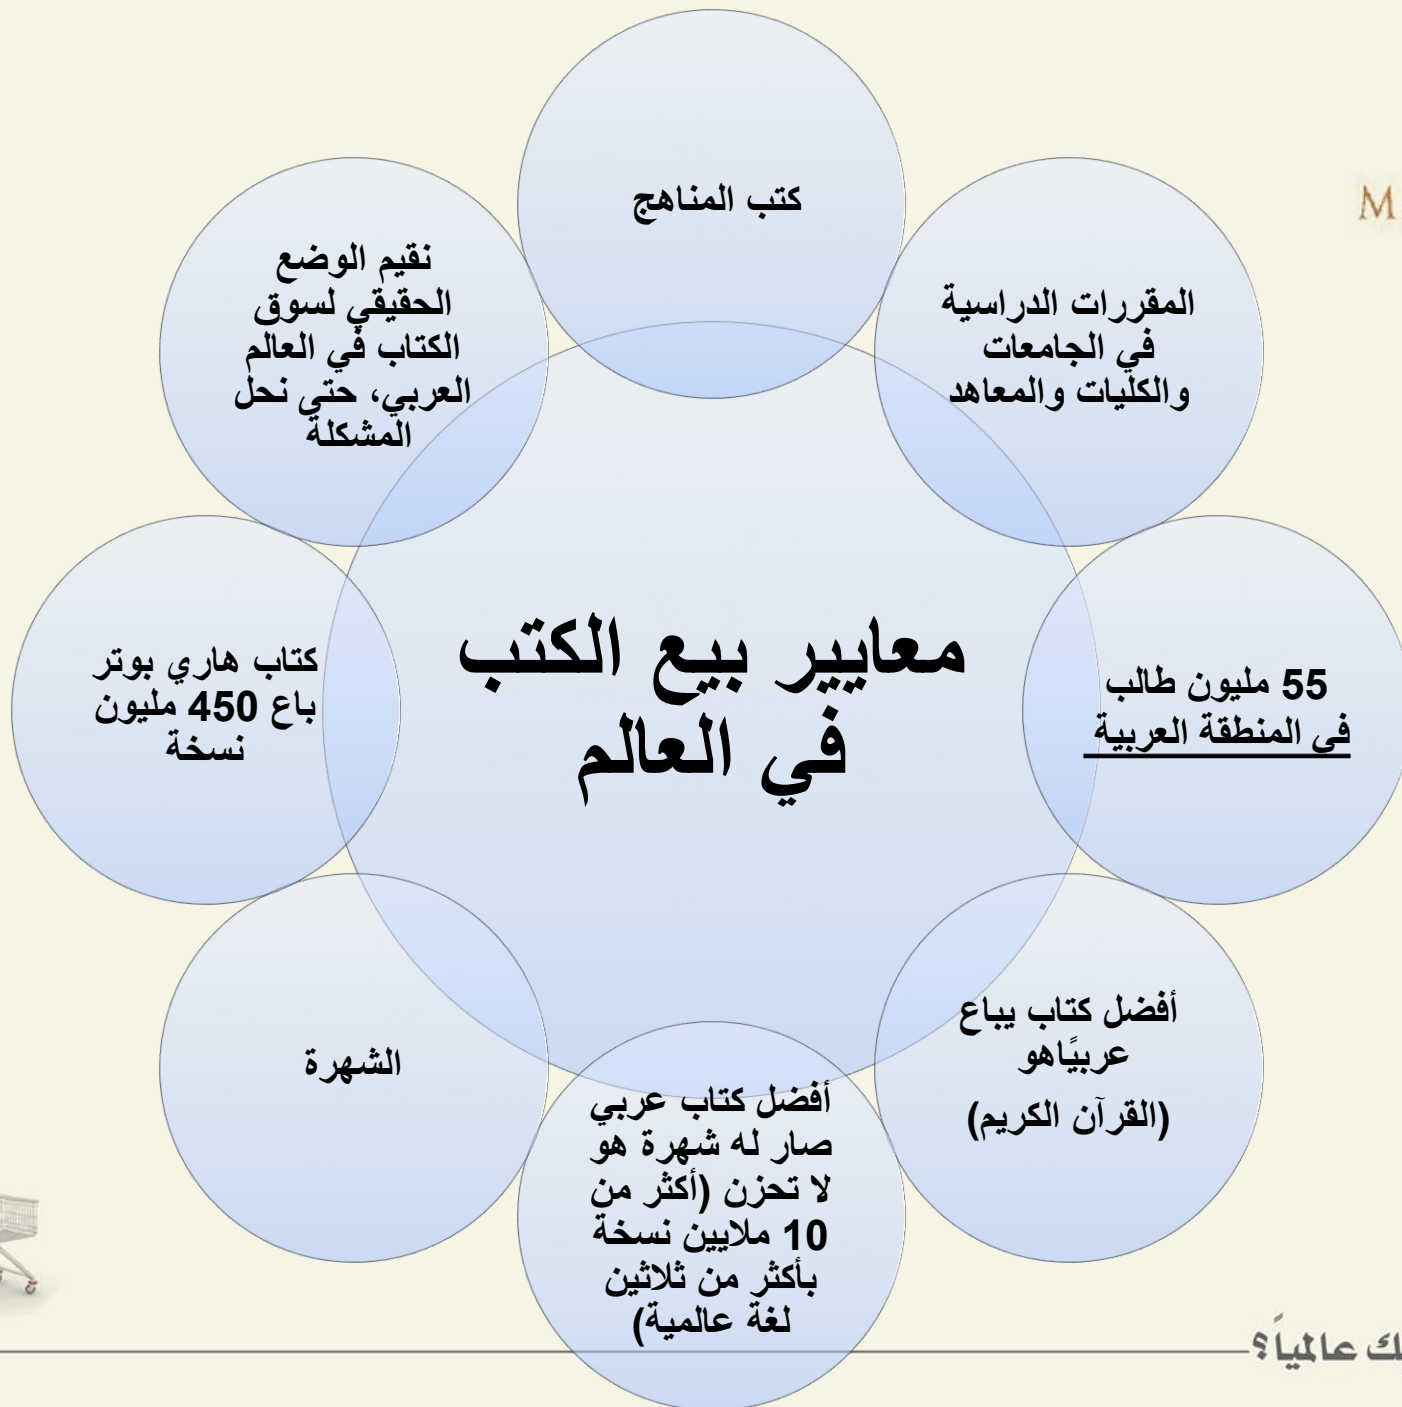 كتب المناهج
المقررات الدراسية
في الجامعات
والكليات والمعاهد
55 مليون طالب
في المنطقة العربية
أفضل كتاب يباع
عربيًاهو
(القرآن الكريم)
أفضل كتاب عربي
صار له شهرة هو
لا تحزن (أكثر من
10 ملايين نسخة
بأكثر من ثلاثين
لغة عالمية)
الشهرة
كتاب هاري بوتر
باع 450 مليون
نسخة
نقيم الوضع
الحقيقي لسوق
الكتاب في العالم
العربي، حتى نحل
المشكلة
معايير بيع الكتب
في العالم
M
عالمياً؟